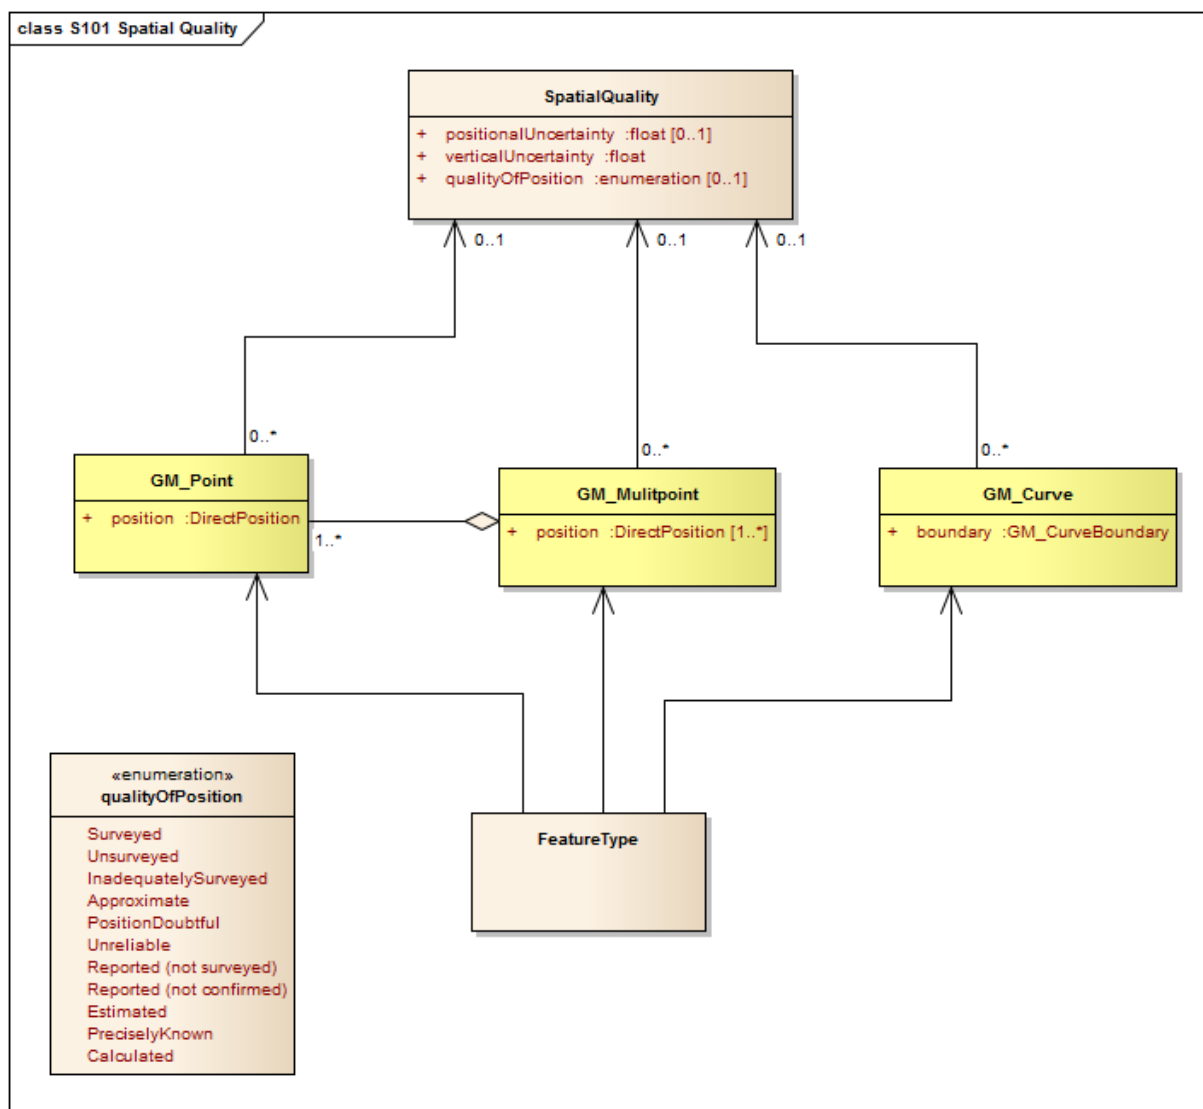 class S101 Spatial Quality
SpatialQuality
+ positionalUncertainty :float [0..1]
+ verticalUncertainty :float
+ qualityOfPosition :enumeration [0..1]
0..1
0..1
0..1
0..*
0..*
0..*
GM_Point
+ position :DirectPosition
1..*
GM_Mulitpoint
+ position :DirectPosition [1..*]
GM_Curve
+ boundary :GM_CurveBoundary
«enumeration»
qualityOfPosition
Surveyed
Unsurveyed
InadequatelySurveyed
Approximate
PositionDoubtful
Unreliable
Reported (not surveyed)
Reported (not confirmed)
Estimated
PreciselyKnown
Calculated
FeatureType